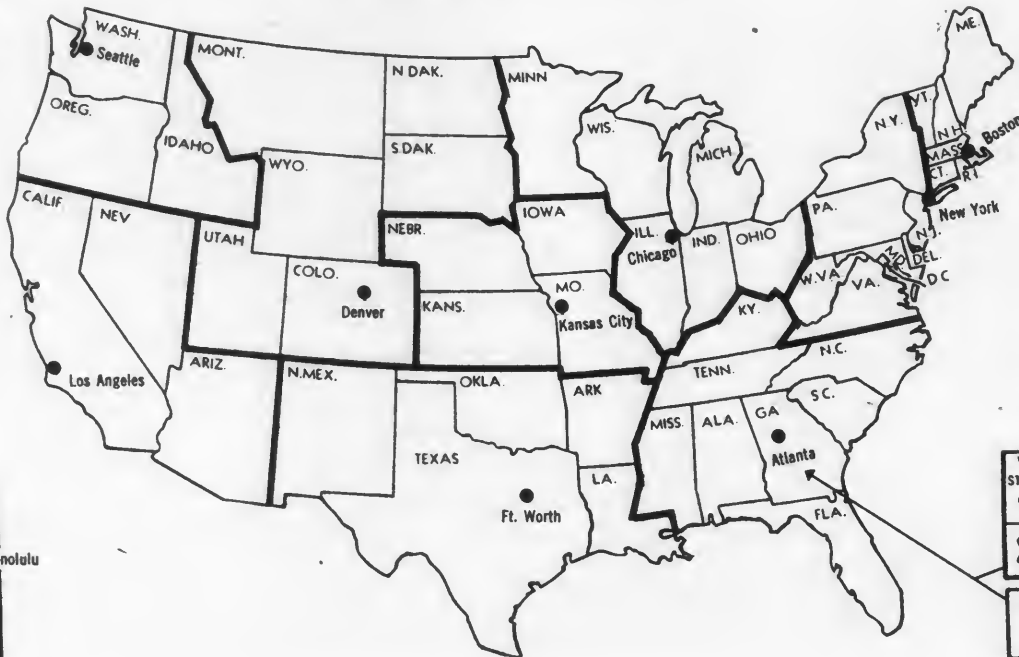 WASH.
Seattle
MONT.
N DAK.
MINN
ME.
OREG.
IDAHO
WIS.
N.Y.
VT.
N.H.
S.DAK.
MICH
MASS
Boston
WYO.
CT.
R.I.
CALIF.
NEV
IOWA
PA.
New York
UTAH
NEBR.
ILL.
IND.
OHIO
N.J.
Chicago
MD.
DEL.
COLO.
MO.
W.VA.
VA.
D C
Denver
KANS.
Kansas City
KY.
N.C.
Los Angeles
ARIZ.
N.MEX.
OKLA.
ARK
TENN.
S C.
MISS.
ALA.
GA
Atlanta
TEXAS
LA.
ST
Ft. Worth
FLA.
nolulu